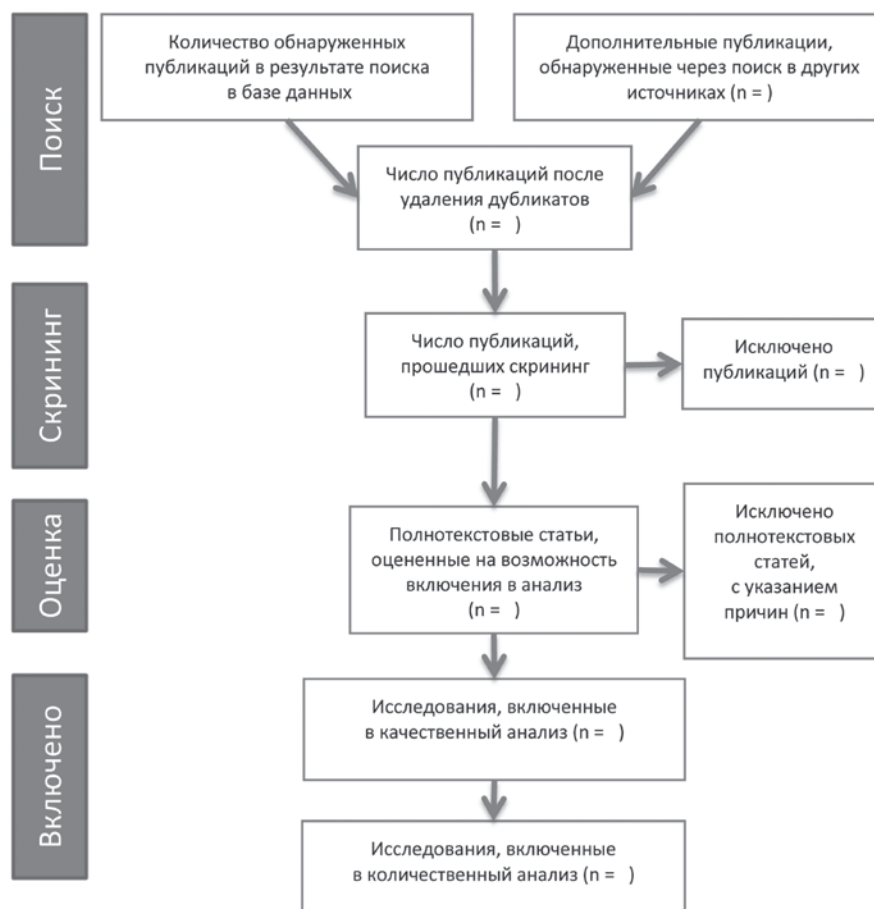 Поиск
Количество обнаруженных
публикаций в результате поиска
в базе данных
Дополнительные публикации,
обнаруженные через поиск в других
источниках (n = )
Число публикаций после
удаления дубликатов
(n =   )
Скрининг
Число публикаций,
прошедших скрининг
(n =   )
Исключено
публикаций (n =   )
Оценка
Полнотекстовые статьи,
оцененные на возможность
включения в анализ
(n =   )
Исключено
полнотекстовых
статей,
с указанием
причин (n =   )
Включено
Исследования, включенные
в качественный анализ (n =   )
Исследования, включенные
в количественный анализ (n =   )